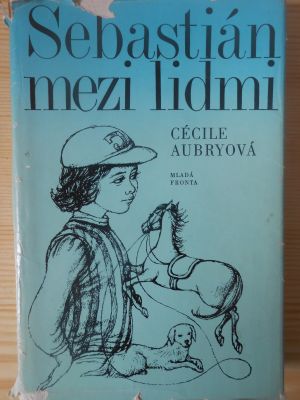 Sebastián
mezi lidmi
CÉCILE
AUBRYOVÁ
MLADÁ
FRONTA